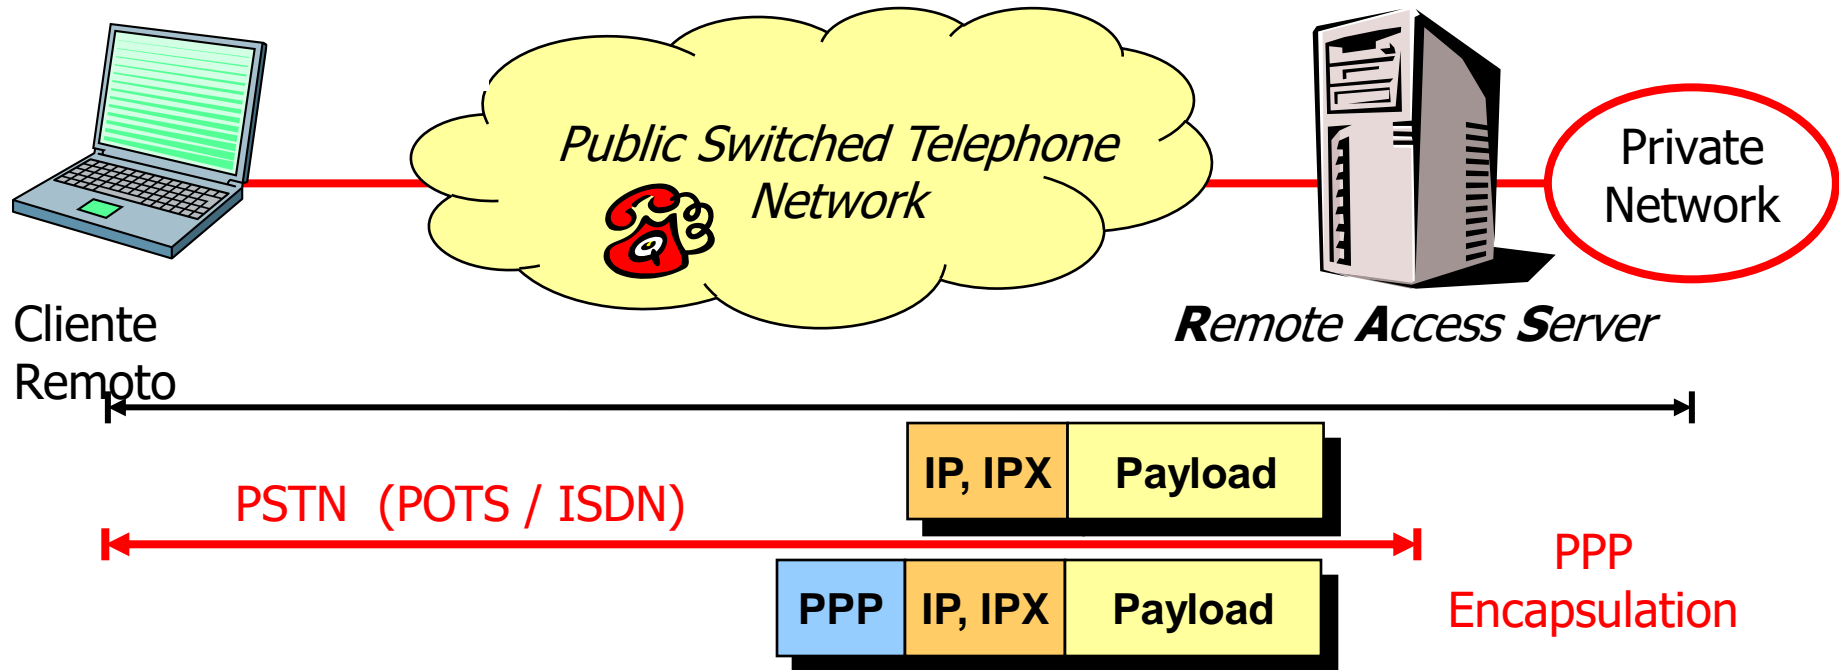 Public Switched Telephone
Network
Private
Network
Cliente
Remoto
Remote Access Server
IP, IPX Payload
PSTN (POTS / ISDN)
PPP
Encapsulation
PPP IP, IPX Payload